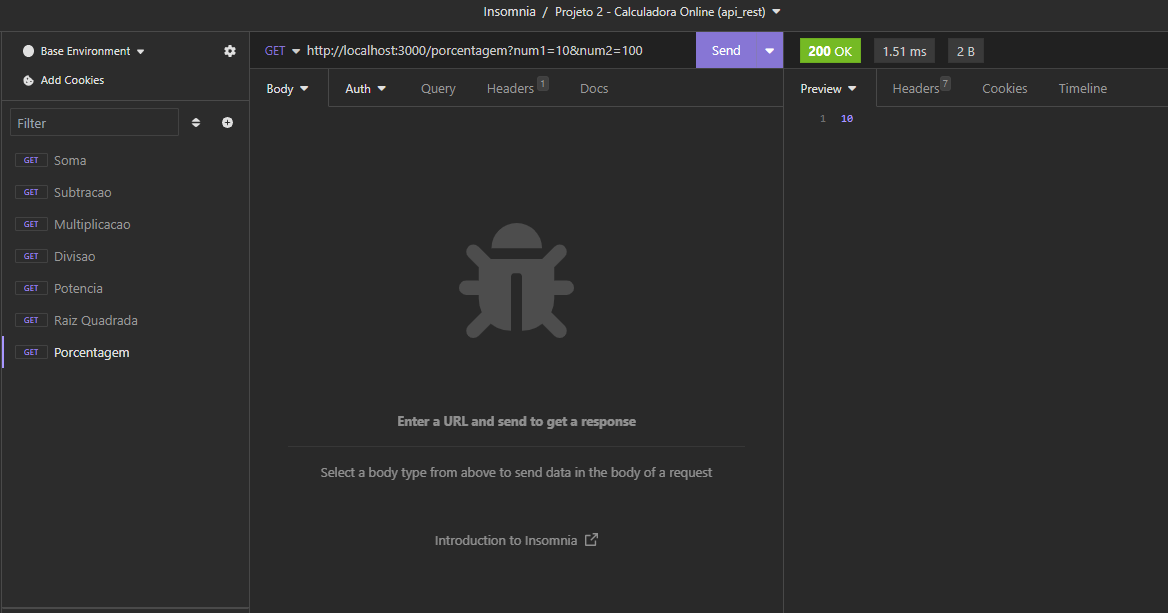 Insomnia / Projeto 2 - Calculadora Online (api_rest)
Base Environment
Add Cookies
Filter
GET Soma
GET Subtracao
GET Multiplicacao
GET Divisao
GET Potencia
GET Raiz Quadrada
GET Porcentagem
GET http://localhost:3000/porcentagem?num1=10&num2=100 Send
Body Auth Query Headers 1 Docs
Enter a URL and send to get a response
Select a body type from above to send data in the body of a request
Introduction to Insomnia
200 OK 1.51 ms 2 B
Preview Headers 7 Cookies Timeline
1 10